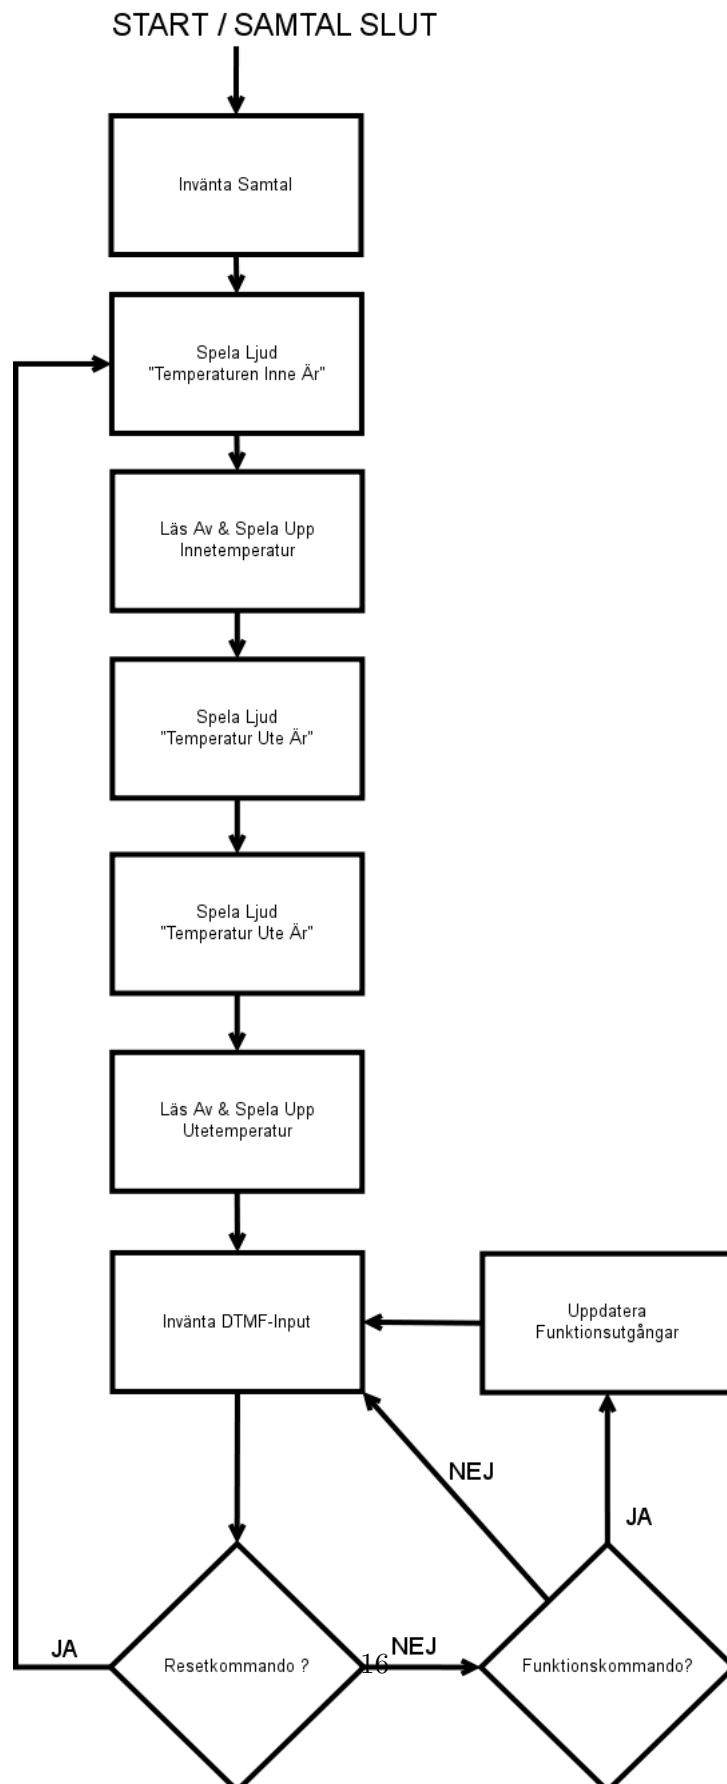 START / SAMTAL SLUT
Invänta Samtal
Spela Ljud
"Temperaturen Inne Är"
Läs Av & Spela Upp
Innetemperatur
Spela Ljud
"Temperatur Ute Är"
Spela Ljud
"Temperatur Ute Är"
Läs Av & Spela Upp
Utetemperatur
Invänta DTMF-Input
Uppdatera
Funktionsutgångar
NEJ
JA
JA
Resetkommando ?
16
NEJ
Funktionskommando?